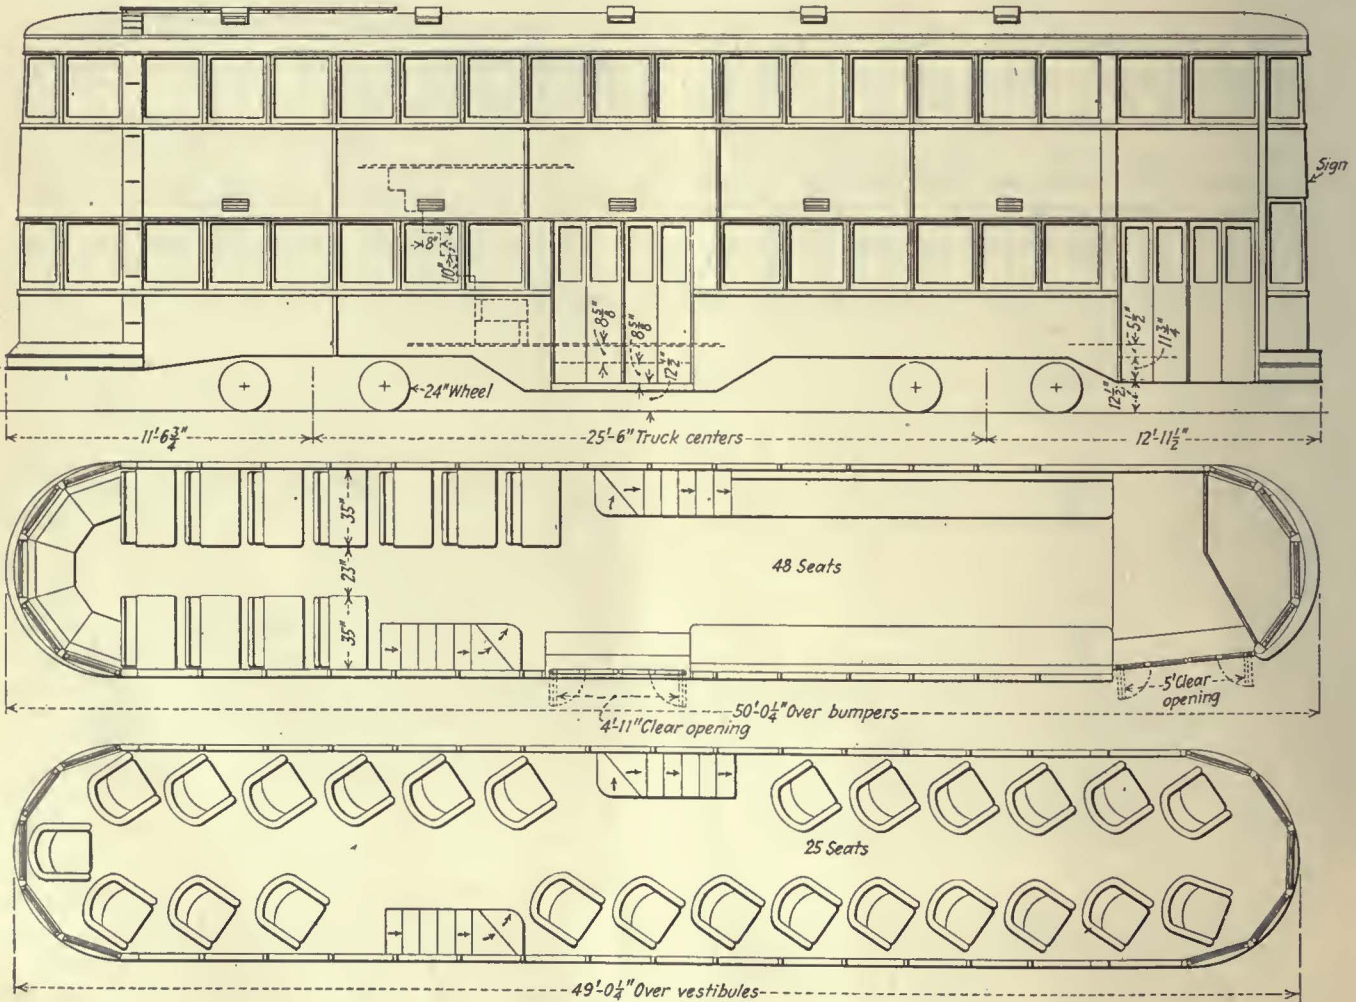 Sign
8"
10"
8 5/8"
8 5/8"
12 1/2"
5 1/2"
11 3/4"
12 1/2"
24" Wheel
11'-6 3/4"
25'-6" Truck centers
12'-11 1/2"
35"
23"
35"
48 Seats
5' Clear
opening
50'-0 1/4" Over bumpers
4'-11" Clear opening
25 Seats
49'-0 1/4" Over vestibules